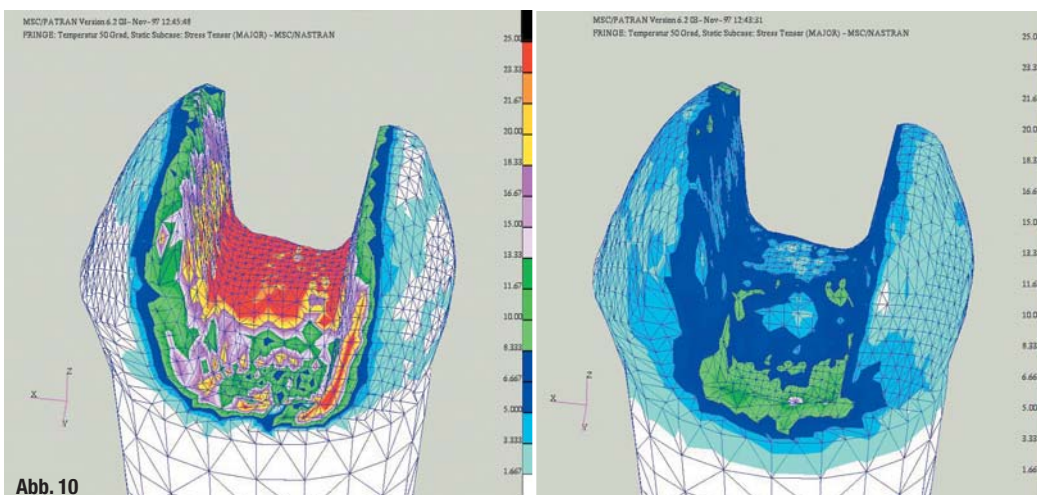 MSC/PATRAN Version 6.2 03-Nov-97 12:45:48
FRINGE: Temperatur 50 Grad, Static Subcase: Stress Tensor (MAJOR) - MSC/NASTRAN
25.00
23.33
21.67
20.00
18.33
16.67
15.00
13.33
11.67
10.00
8.333
6.667
5.000
3.333
1.667
X
Z
Y
Abb. 10
MSC/PATRAN Version 6.2 03-Nov-97 12:43:31
FRINGE: Temperatur 50 Grad, Static Subcase: Stress Tensor (MAJOR) - MSC/NASTRAN
25.0
23.3
21.6
20.0
18.3
16.6
15.0
13.3
11.6
10.0
8.33
6.66
5.00
3.33
1.66
X
Z
Y